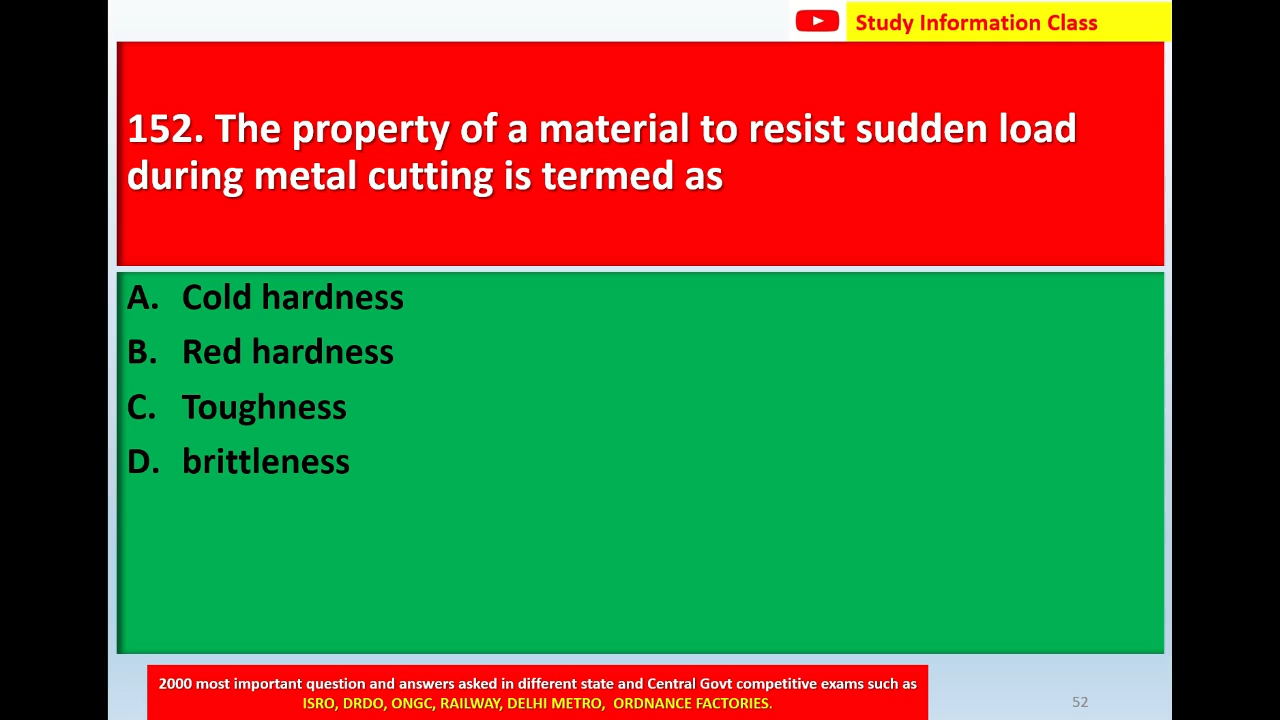 Study Information Class
152. The property of a material to resist sudden load
during metal cutting is termed as
A. Cold hardness
B. Red hardness
C. Toughness
D. brittleness
2000 most important question and answers asked in different state and Central Govt competitive exams such as
ISRO, DRDO, ONGC, RAILWAY, DELHI METRO, ORDNANCE FACTORIES.
52